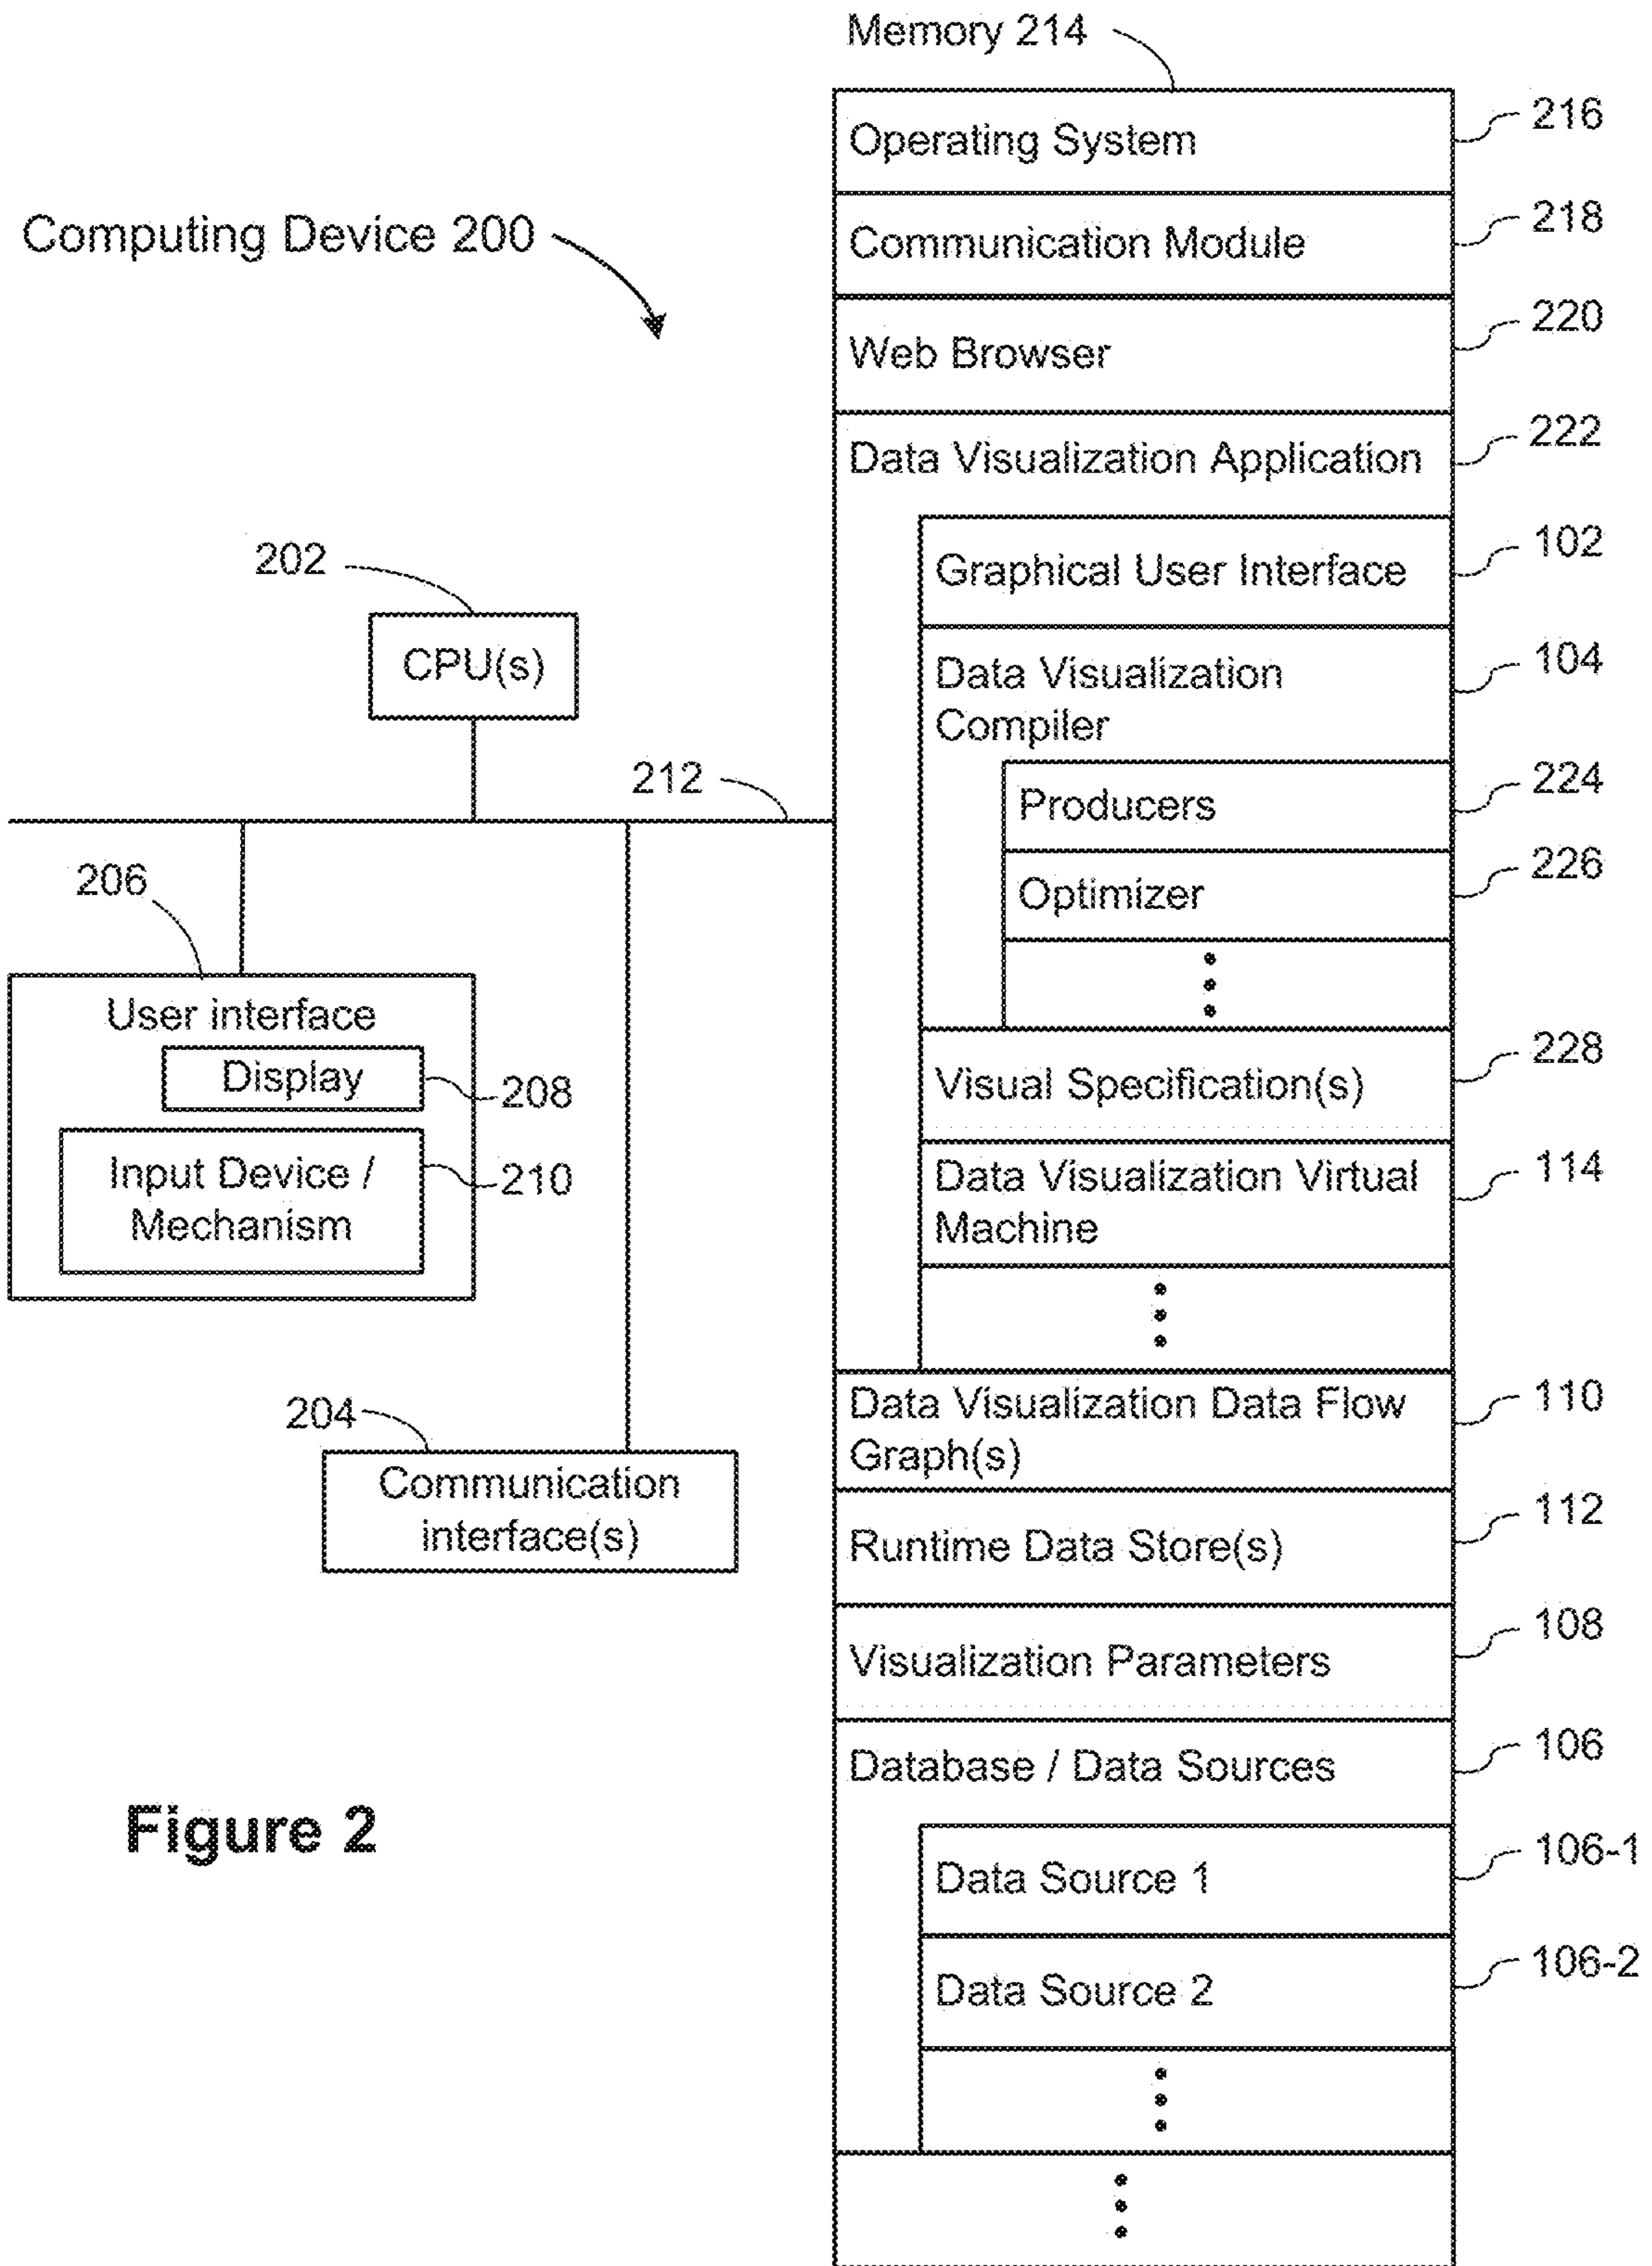 Memory 214
Operating System
216
Communication Module
218
Web Browser
220
Data Visualization Application
222
Graphical User Interface
102
Data Visualization
Compiler
104
Producers
224
Optimizer
226
Visual Specification(s)
228
Data Visualization Virtual
Machine
114
Data Visualization Data Flow
Graph(s)
110
Runtime Data Store(s)
112
Visualization Parameters
108
Database / Data Sources
106
Data Source 1
106-1
Data Source 2
106-2
Computing Device 200
202
CPU(s)
212
206
User interface
Display
208
Input Device /
Mechanism
210
204
Communication
interface(s)
Figure 2